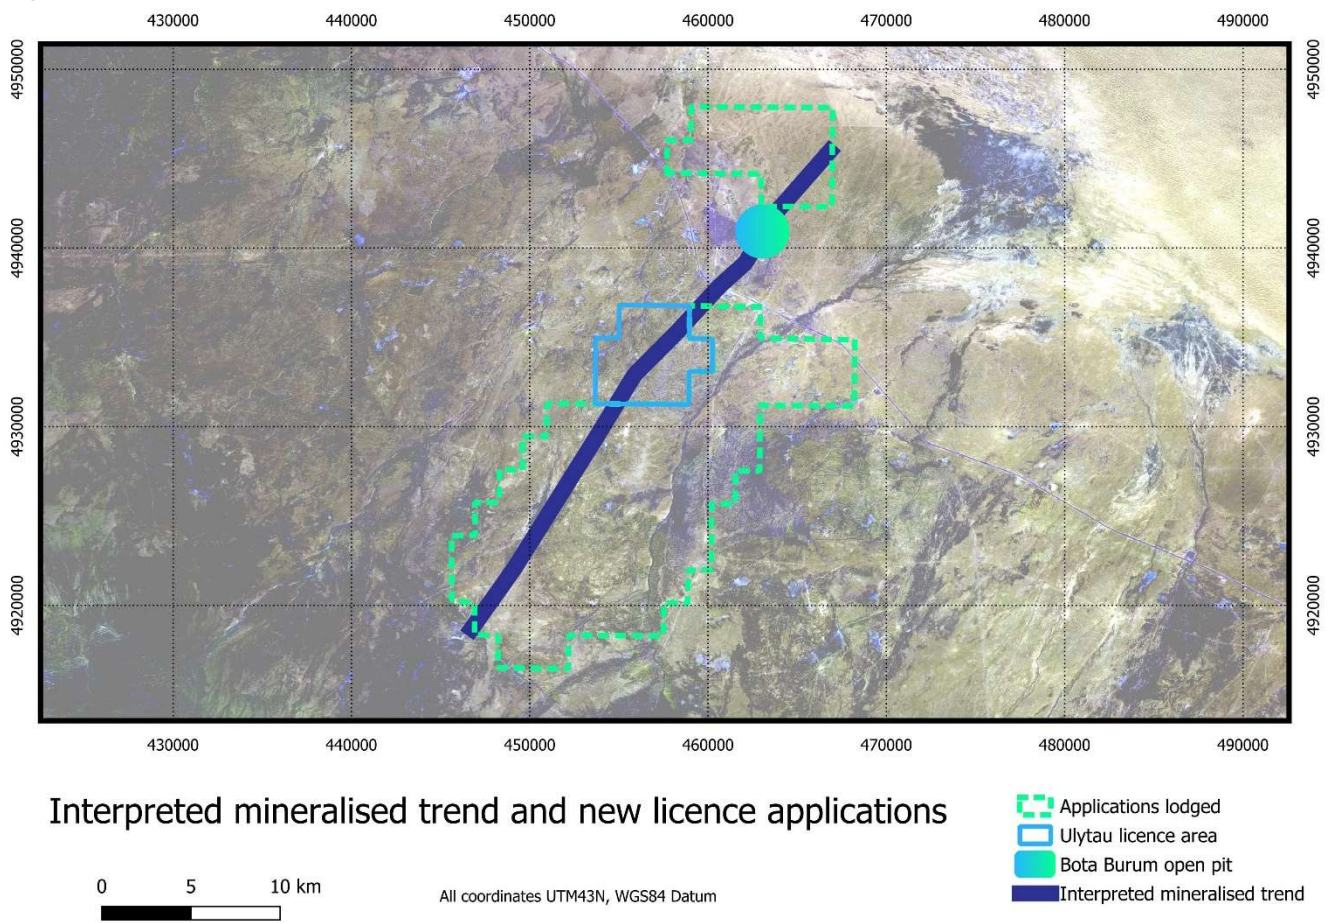 430000 440000 450000 460000 470000 480000 490000
4950000 4950000
4940000 4940000
4930000 4930000
4920000 4920000
430000 440000 450000 460000 470000 480000 490000
Interpreted mineralised trend and new licence applications
Applications lodged
Ulytau licence area
Bota Burum open pit
Interpreted mineralised trend
0 5 10 km
All coordinates UTM43N, WGS84 Datum